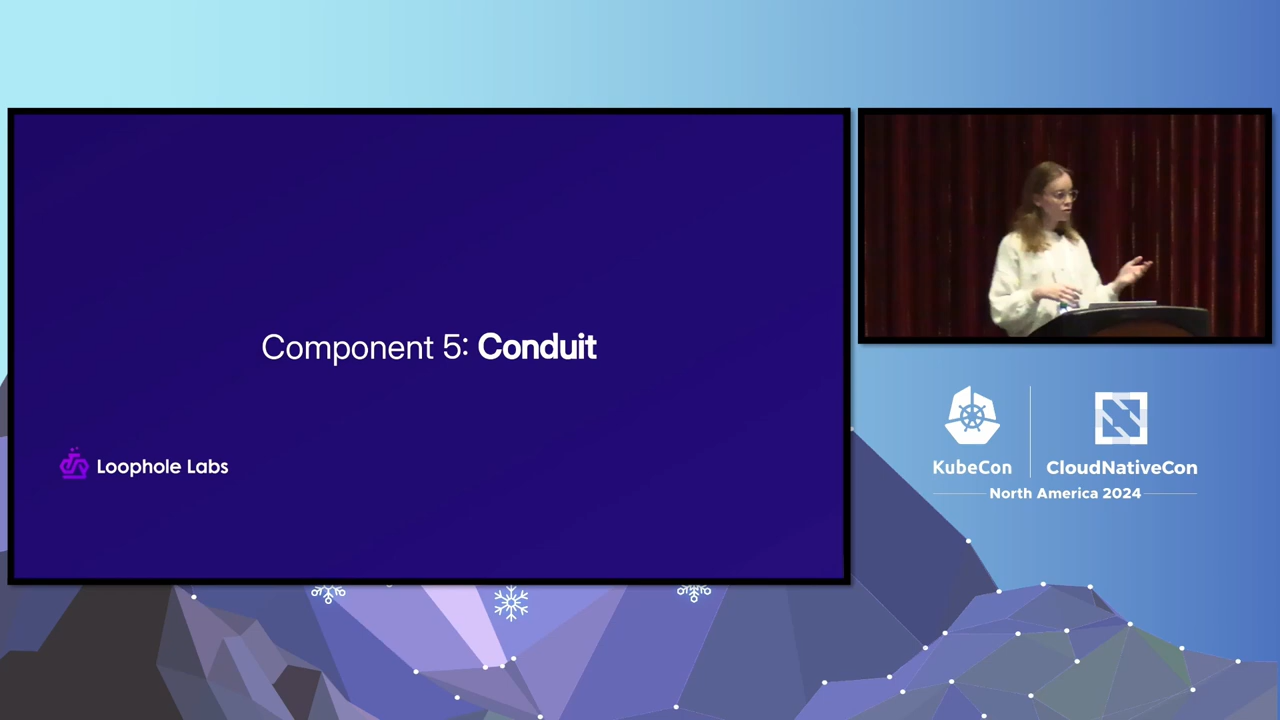 Component 5: Conduit
Loophole Labs
KubeCon
CloudNativeCon
North America 2024